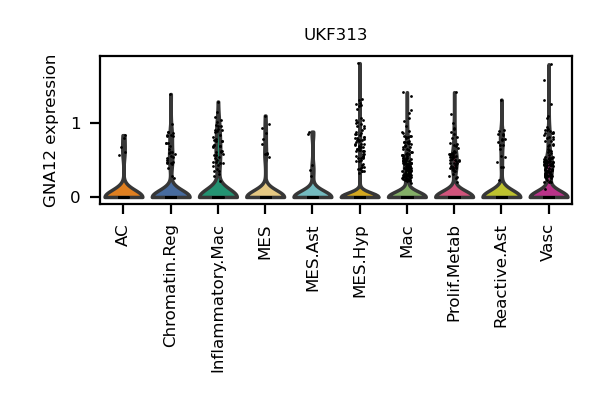 UKF313
GNA12 expression
1
0
AC
Chromatin.Reg
Inflammatory.Mac
MES
MES.Ast
MES.Hyp
Mac
Prolif.Metab
Reactive.Ast
Vasc